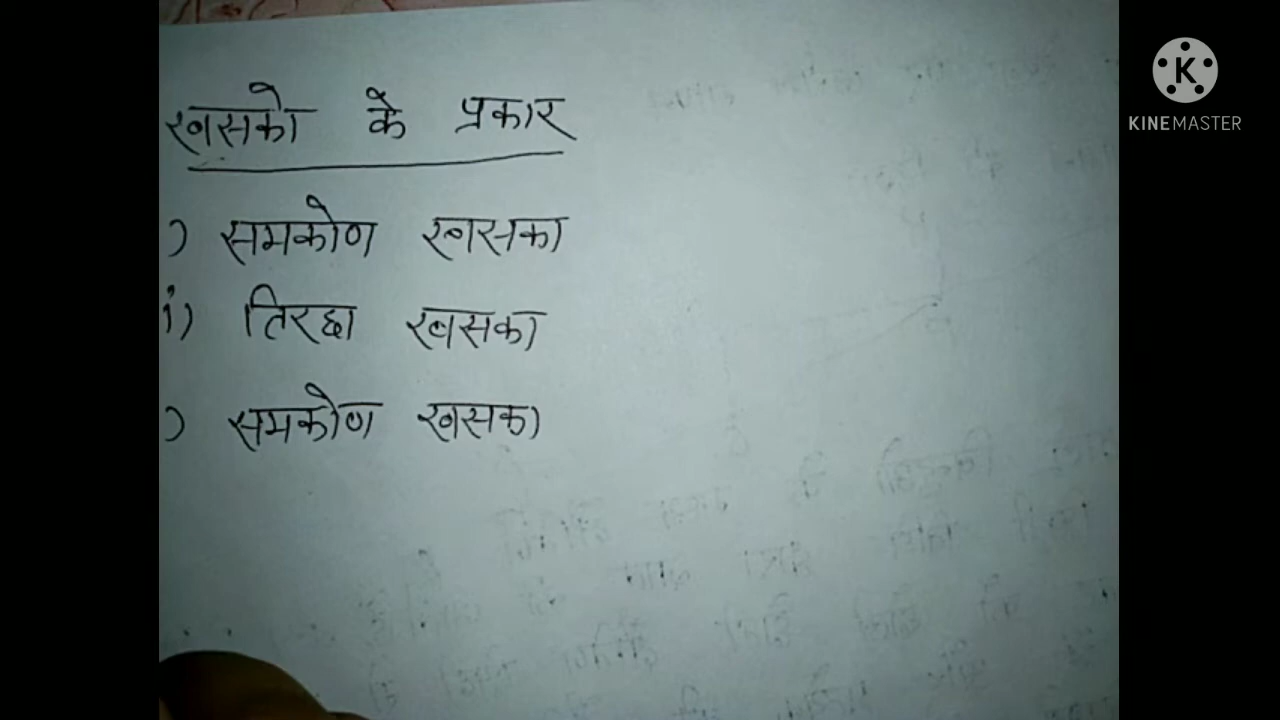 खसको के प्रकार
) समकोण खसका
i) तिरछा खसका
) समकोण खसका
KINEMASTER